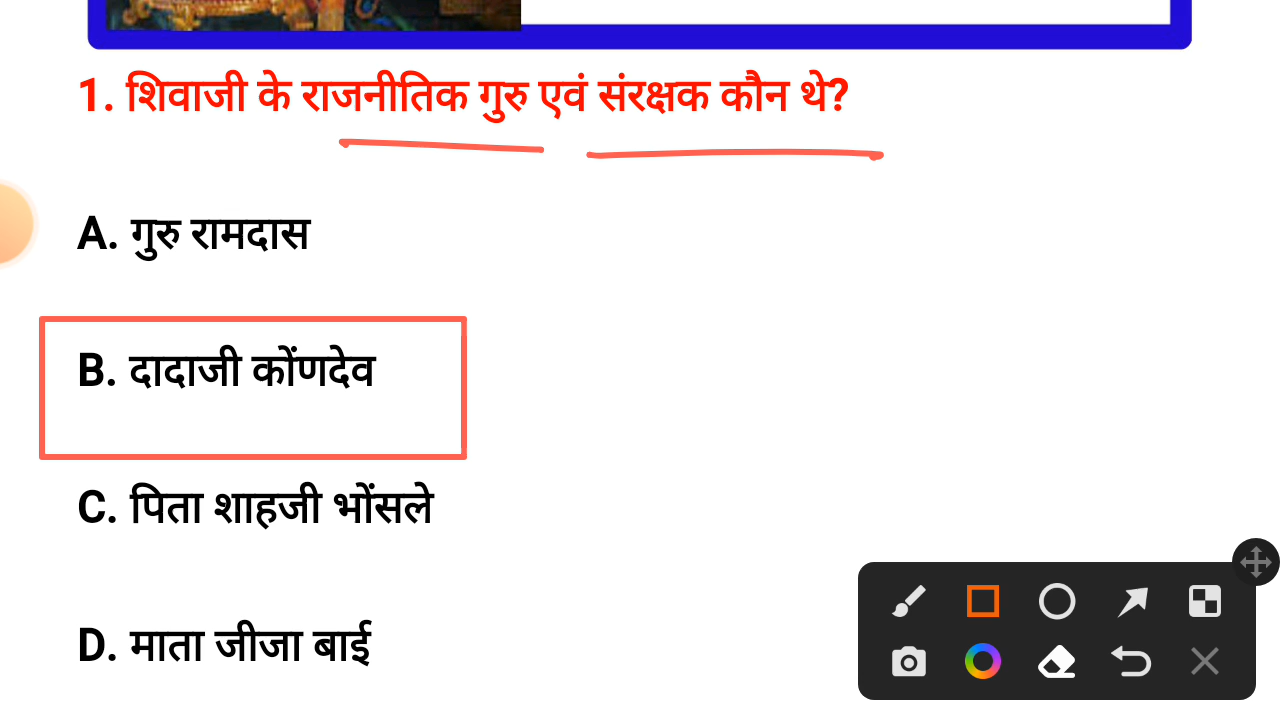 1. शिवाजी के राजनीतिक गुरु एवं संरक्षक कौन थे?
A. गुरु रामदास
B. दादाजी कोंणदेव
C. पिता शाहजी भोंसले
D. माता जीजा बाई